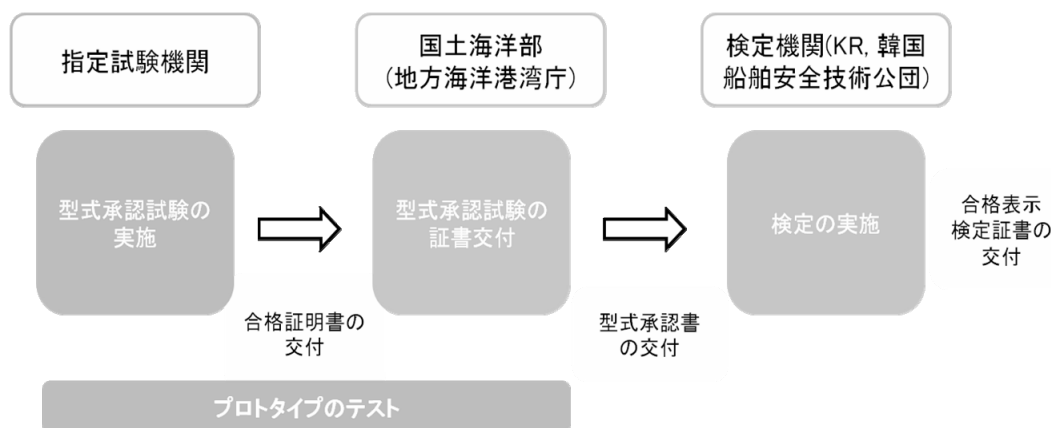 指定試験機関
国土海洋部
(地方海洋港湾庁)
検定機関(KR, 韓国
船舶安全技術公団)
型式承認試験の
実施
型式承認試験の
証書交付
検定の実施
合格表示
検定証書の
交付
合格証明書の
交付
型式承認書
の交付
プロトタイプのテスト